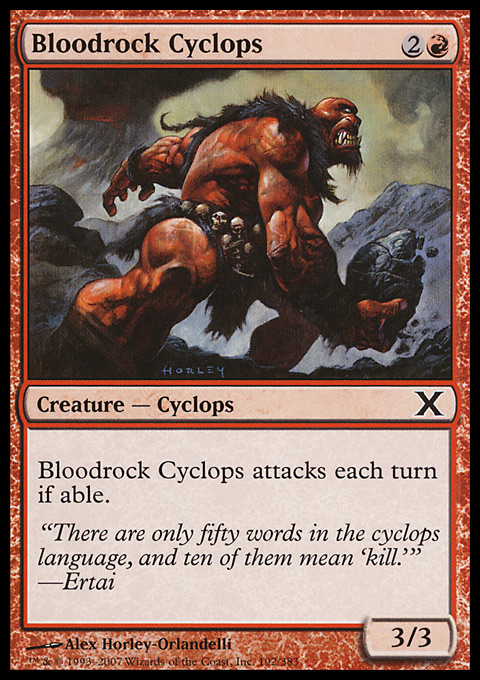 Bloodrock Cyclops 2
HORLEY
Creature — Cyclops X
Bloodrock Cyclops attacks each turn
if able.
“There are only fifty words in the cyclops
language, and ten of them mean ‘kill.’”
—Ertai
Alex Horley-Orlandelli
3/3
™ & © 1993–2007 Wizards of the Coast, Inc. 192/383